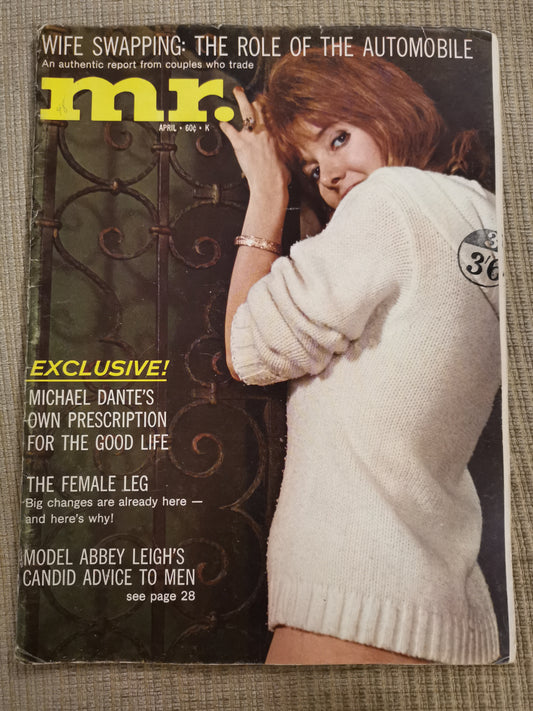 WIFE SWAPPING: THE ROLE OF THE AUTOMOBILE
An authentic report from couples who trade
mr.
APRIL • 60¢ • K
3'6
EXCLUSIVE!
MICHAEL DANTE'S
OWN PRESCRIPTION
FOR THE GOOD LIFE
THE FEMALE LEG
Big changes are already here —
and here's why!
MODEL ABBEY LEIGH'S
CANDID ADVICE TO MEN
see page 28